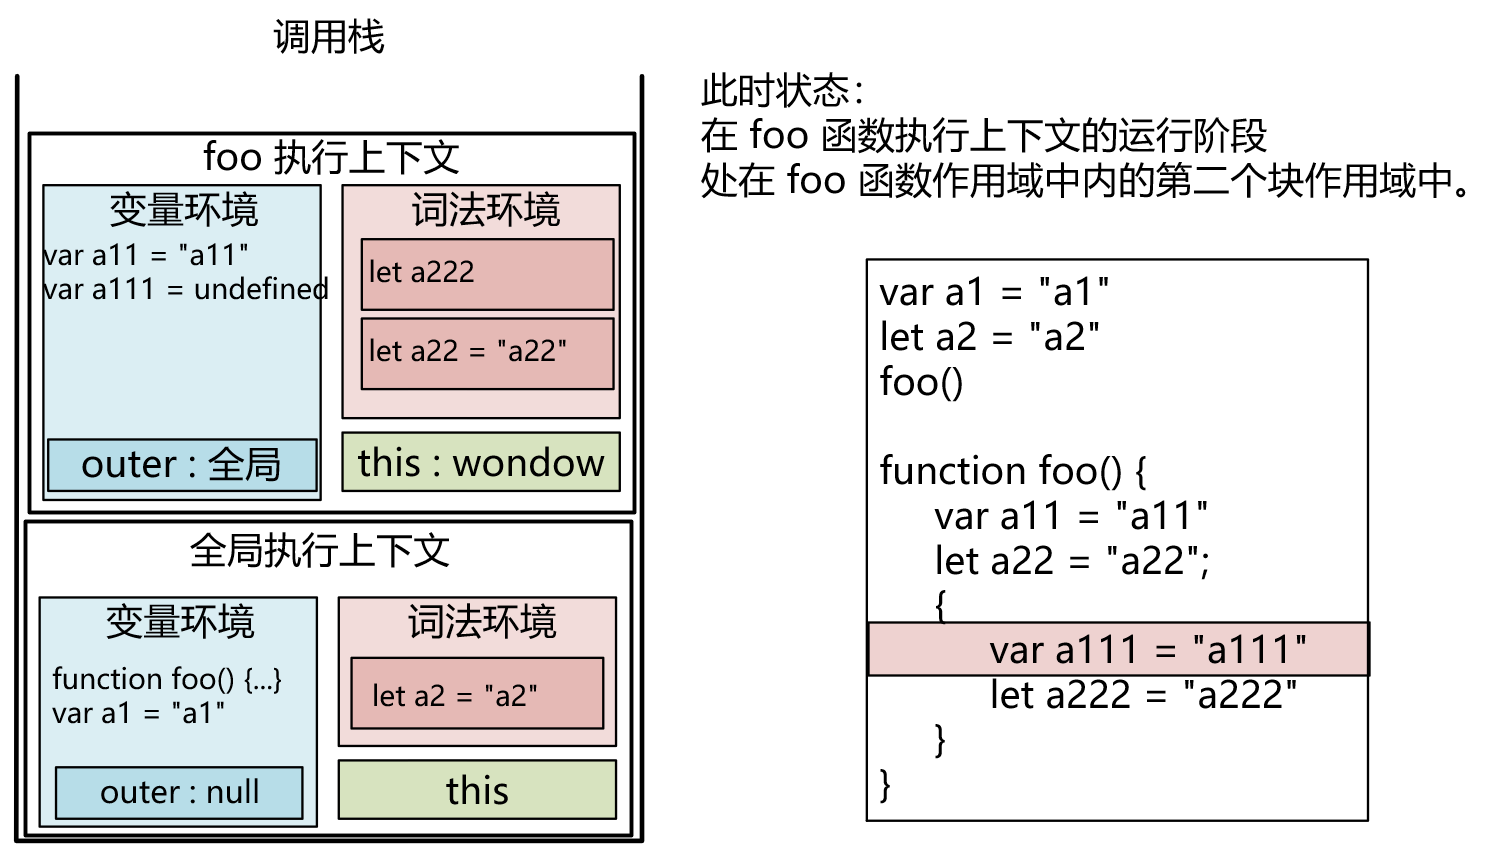 调用栈
foo 执行上下文
变量环境
var a11 = "a11"
var a111 = undefined
outer : 全局
词法环境
let a222
let a22 = "a22"
this : wondow
全局执行上下文
变量环境
function foo() {...}
var a1 = "a1"
outer : null
词法环境
let a2 = "a2"
this
此时状态：
在 foo 函数执行上下文的运行阶段
处在 foo 函数作用域中内的第二个块作用域中。
var a1 = "a1"
let a2 = "a2"
foo()
function foo() {
var a11 = "a11"
let a22 = "a22";
{
var a111 = "a111"
let a222 = "a222"
}
}